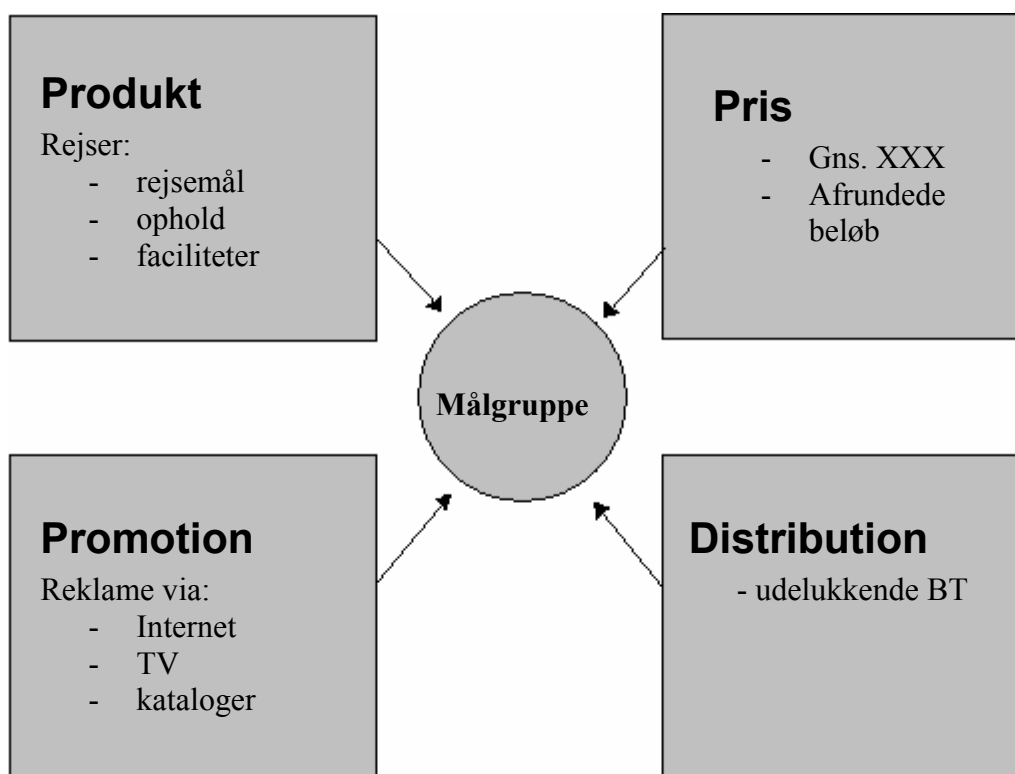 Produkt
Rejser:
- rejsemål
- ophold
- faciliteter
Pris
- Gns. XXX
- Afrundede
beløb
Målgruppe
Promotion
Reklame via:
- Internet
- TV
- kataloger
Distribution
- udelukkende BT